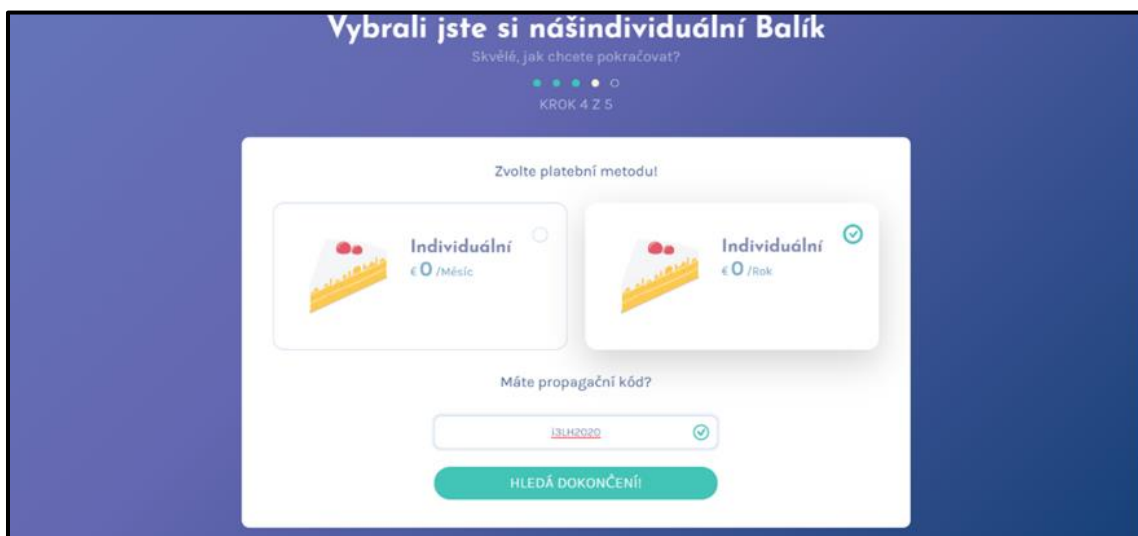 Vybrali jste si nášindividuální Balík
Skvělé, jak chcete pokračovat?
KROK 4 Z 5
Zvolte platební metodu!
Individuální
€ 0 /Měsíc
Individuální
€ 0 /Rok
Máte propagační kód?
i3LH2020
HLEDÁ DOKONČENÍ!